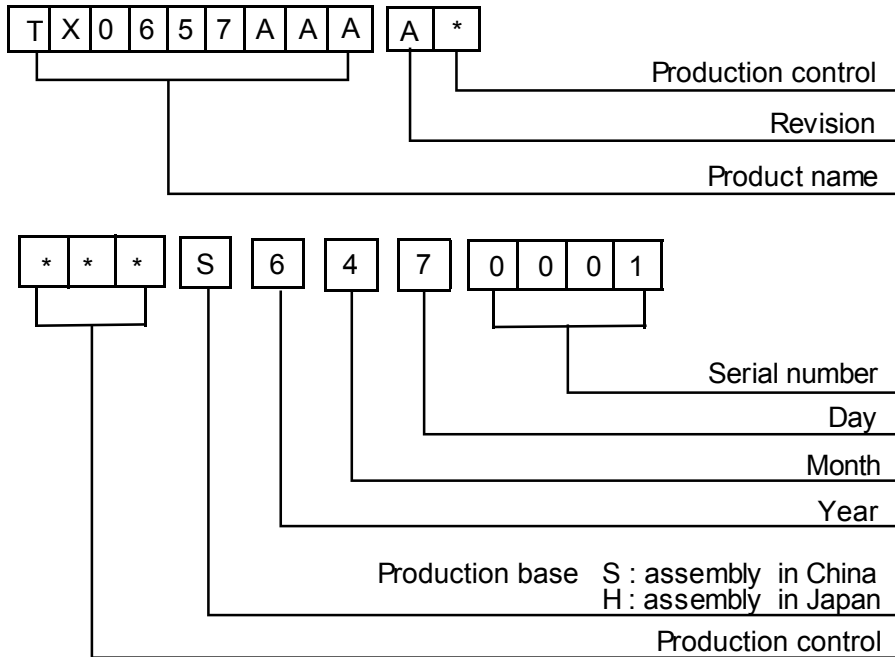 T X 0 6 5 7 A A A A *
Production control
Revision
Product name
* * * S 6 4 7 0 0 0 1
Serial number
Day
Month
Year
Production base S : assembly in China
H : assembly in Japan
Production control